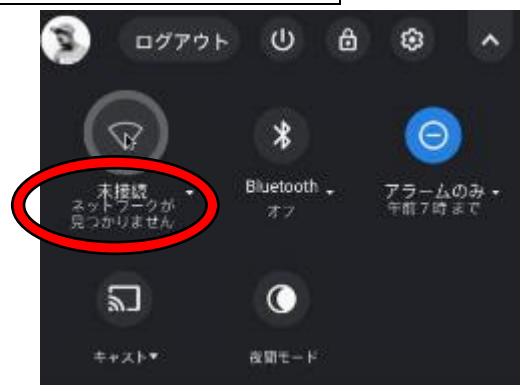 ログアウト
未接続
ネットワークが
見つかりません
Bluetooth
オフ
アラームのみ
午前 7 時 まで
キャスト
夜間モード